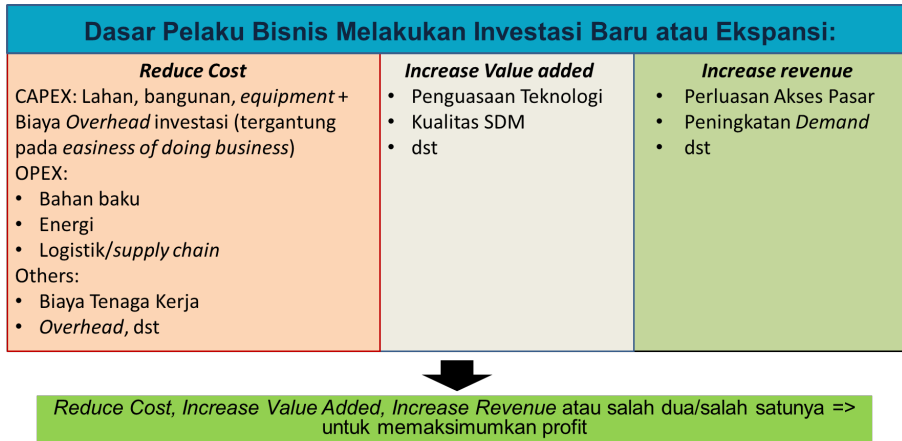 Dasar Pelaku Bisnis Melakukan Investasi Baru atau Ekspansi:
Reduce Cost
CAPEX: Lahan, bangunan, equipment +
Biaya Overhead investasi (tergantung
pada easiness of doing business)
OPEX:
• Bahan baku
• Energi
• Logistik/supply chain
Others:
• Biaya Tenaga Kerja
• Overhead, dst
Increase Value added
• Penguasaan Teknologi
• Kualitas SDM
• dst
Increase revenue
• Perluasan Akses Pasar
• Peningkatan Demand
• dst
Reduce Cost, Increase Value Added, Increase Revenue atau salah dua/salah satunya =>
untuk memaksimumkan profit